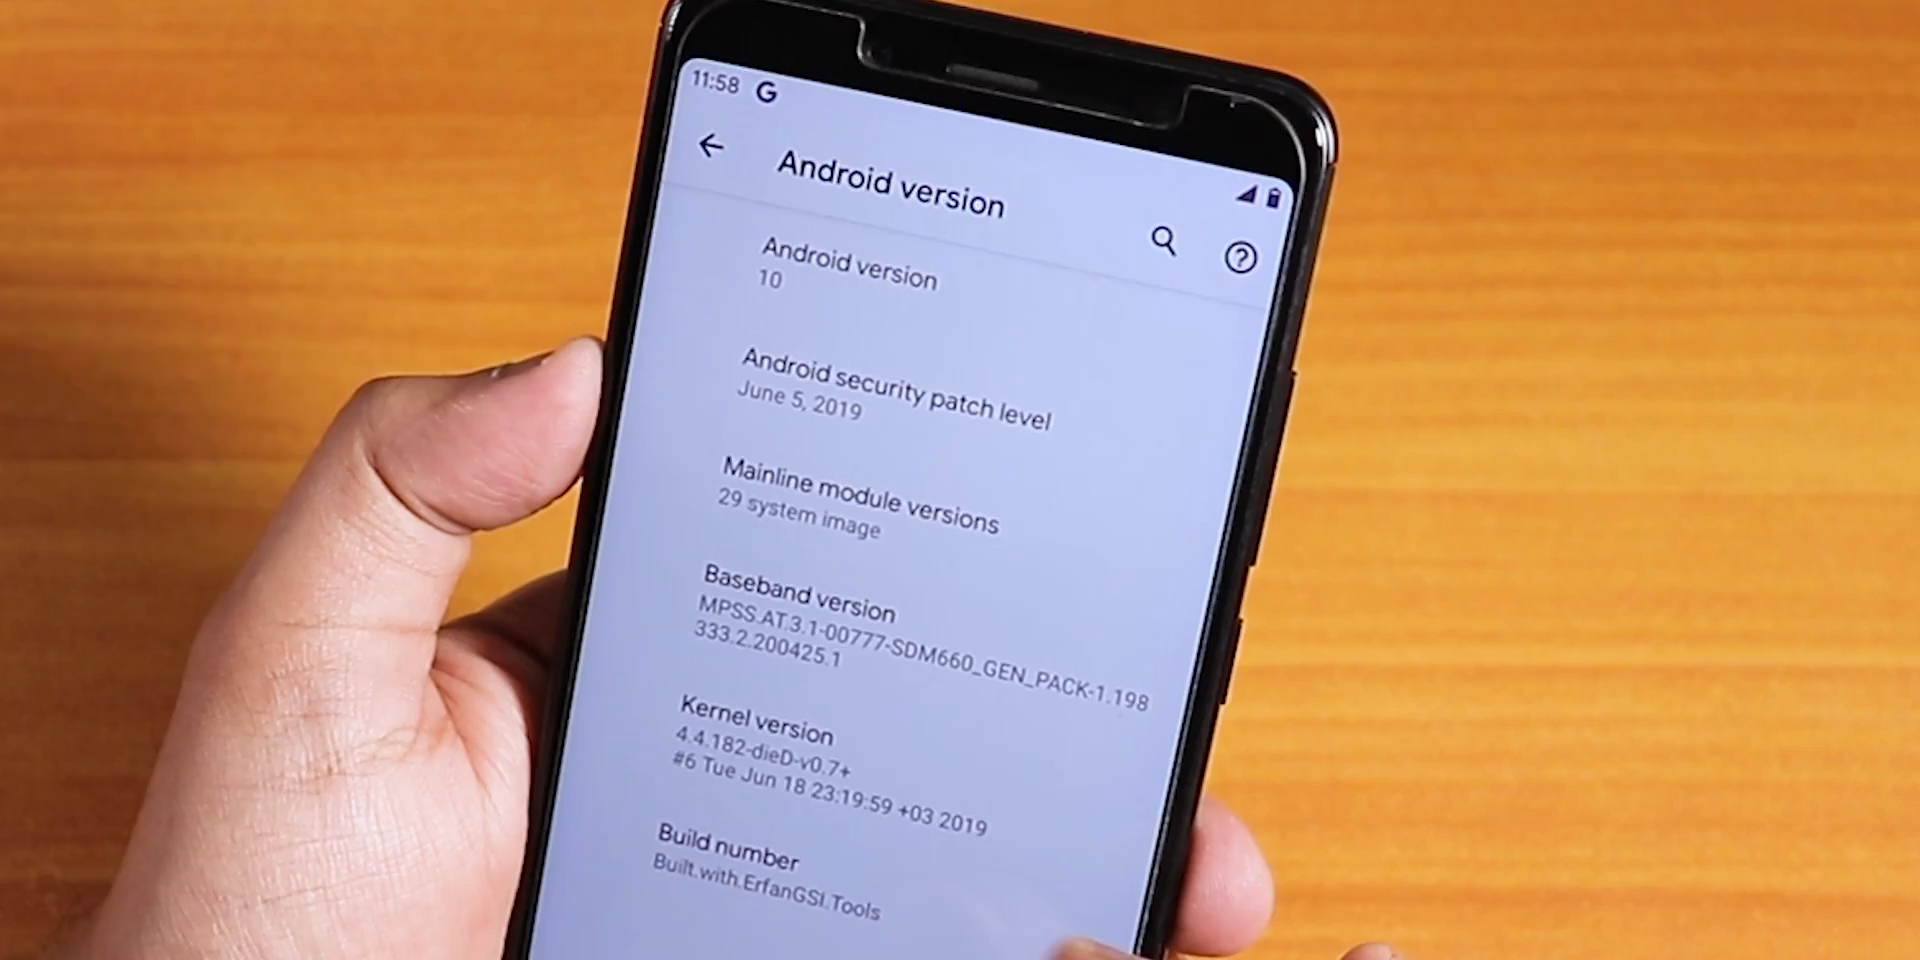 11:58 G
Android version
Android version
10
Android security patch level
June 5, 2019
Mainline module versions
29 system image
Baseband version
MPSS.AT.3.1-00777-SDM660_GEN_PACK-1.198
333.2.200425.1
Kernel version
4.4.182-dieD-v0.7+
#6 Tue Jun 18 23:19:59 +03 2019
Build number
Built.with.ErfanGSI.Tools